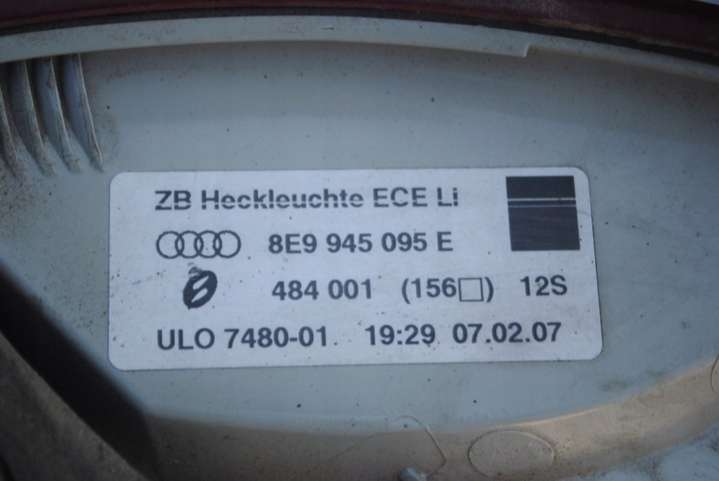 ZB Heckleuchte ECE Li
8E9 945 095 E
484 001 (156□) 12S
ULO 7480-01 19:29 07.02.07